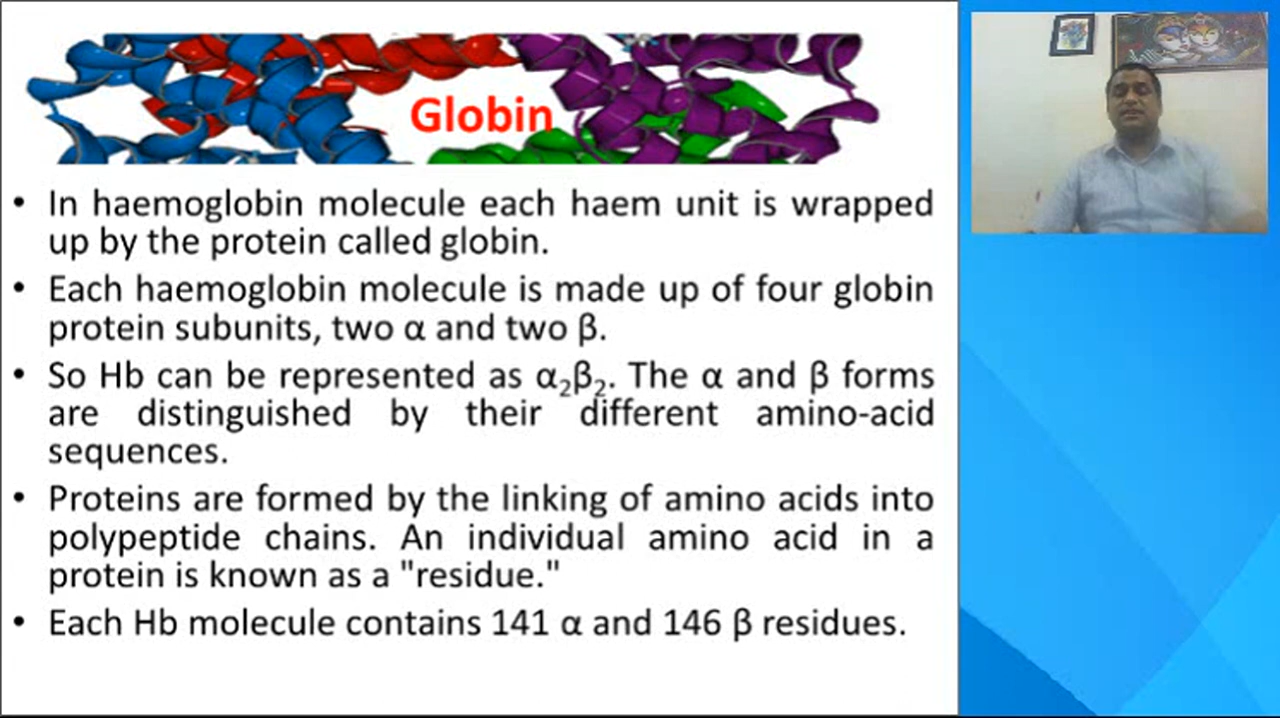 Globin
• In haemoglobin molecule each haem unit is wrapped
up by the protein called globin.
• Each haemoglobin molecule is made up of four globin
protein subunits, two α and two β.
• So Hb can be represented as α₂β₂. The α and β forms
are distinguished by their different amino-acid
sequences.
• Proteins are formed by the linking of amino acids into
polypeptide chains. An individual amino acid in a
protein is known as a "residue."
• Each Hb molecule contains 141 α and 146 β residues.